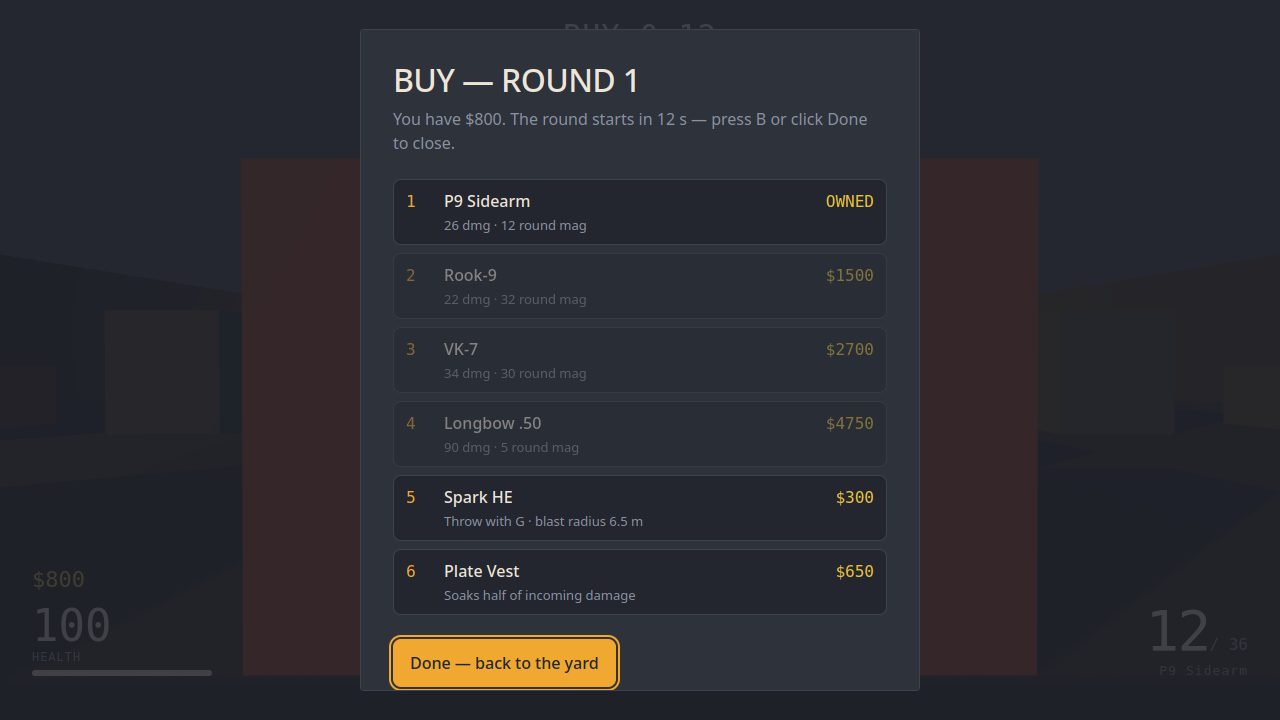 BUY 0:12
BUY — ROUND 1
You have $800. The round starts in 12 s — press B or click Done
to close.
1 P9 Sidearm OWNED
26 dmg · 12 round mag
2 Rook-9 $1500
22 dmg · 32 round mag
3 VK-7 $2700
34 dmg · 30 round mag
4 Longbow .50 $4750
90 dmg · 5 round mag
5 Spark HE $300
Throw with G · blast radius 6.5 m
6 Plate Vest $650
Soaks half of incoming damage
Done — back to the yard
$800
100
HEALTH
12 / 36
P9 Sidearm